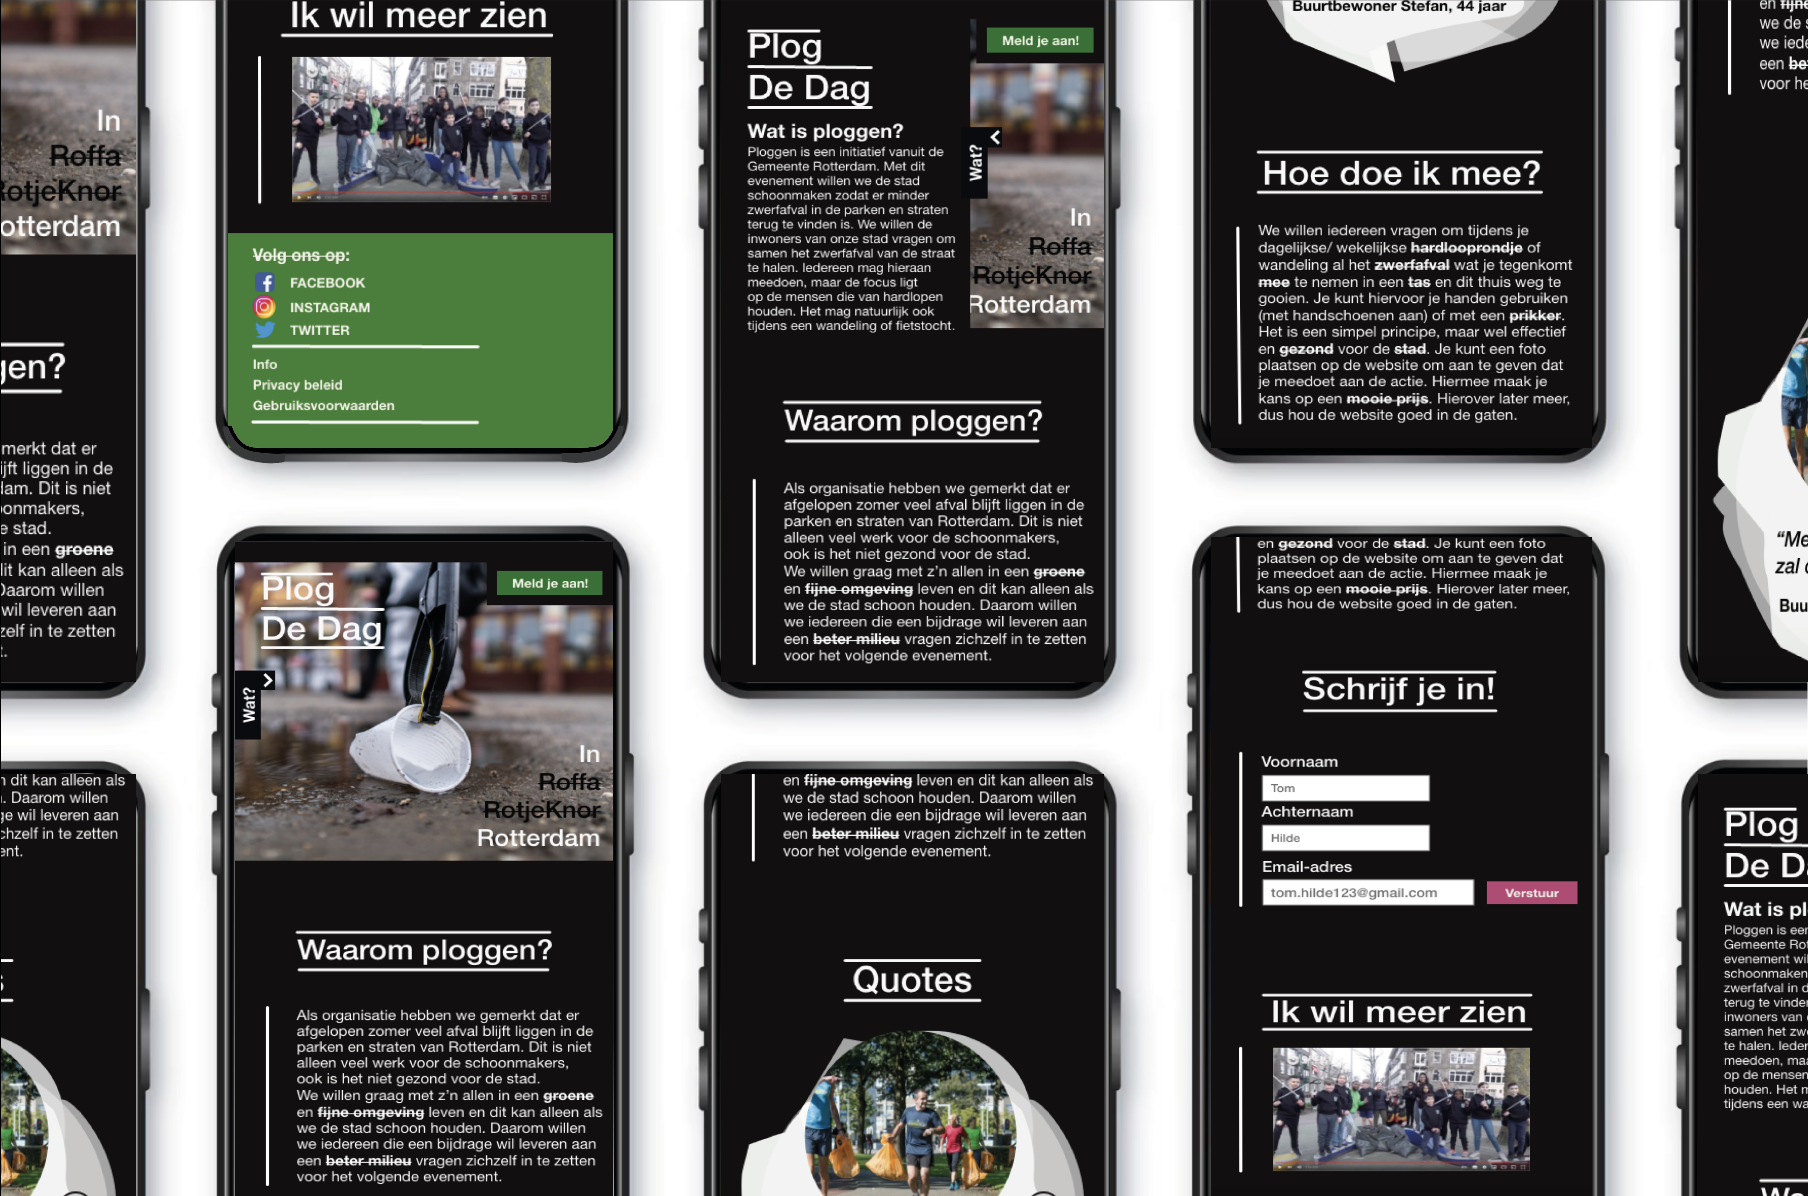 In
Roffa
RotjeKnor
otterdam
gen?
merkt dat er
ijft liggen in de
dam. Dit is niet
oonmakers,
e stad.
in een groene
dit kan alleen als
Daarom willen
wil leveren aan
zelf in te zetten
t.
n dit kan alleen als
. Daarom willen
ge wil leveren aan
chzelf in te zetten
ent.
s
Ik wil meer zien
Volg ons op:
FACEBOOK
INSTAGRAM
TWITTER
Info
Privacy beleid
Gebruiksvoorwaarden
Plog
De Dag
Meld je aan!
Wat?
In
Roffa
RotjeKnor
Rotterdam
Waarom ploggen?
Als organisatie hebben we gemerkt dat er
afgelopen zomer veel afval blijft liggen in de
parken en straten van Rotterdam. Dit is niet
alleen veel werk voor de schoonmakers,
ook is het niet gezond voor de stad.
We willen graag met z'n allen in een groene
en fijne omgeving leven en dit kan alleen als
we de stad schoon houden. Daarom willen
we iedereen die een bijdrage wil leveren aan
een beter milieu vragen zichzelf in te zetten
voor het volgende evenement.
Plog
De Dag
Meld je aan!
Wat is ploggen?
Ploggen is een initiatief vanuit de
Gemeente Rotterdam. Met dit
evenement willen we de stad
schoonmaken zodat er minder
zwerfafval in de parken en straten
terug te vinden is. We willen de
inwoners van onze stad vragen om
samen het zwerfafval van de straat
te halen. Iedereen mag hieraan
meedoen, maar de focus ligt
op de mensen die van hardlopen
houden. Het mag natuurlijk ook
tijdens een wandeling of fietstocht.
Wat?
In
Roffa
RotjeKnor
Rotterdam
Waarom ploggen?
Als organisatie hebben we gemerkt dat er
afgelopen zomer veel afval blijft liggen in de
parken en straten van Rotterdam. Dit is niet
alleen veel werk voor de schoonmakers,
ook is het niet gezond voor de stad.
We willen graag met z'n allen in een groene
en fijne omgeving leven en dit kan alleen als
we de stad schoon houden. Daarom willen
we iedereen die een bijdrage wil leveren aan
een beter milieu vragen zichzelf in te zetten
voor het volgende evenement.
en fijne omgeving leven en dit kan alleen als
we de stad schoon houden. Daarom willen
we iedereen die een bijdrage wil leveren aan
een beter milieu vragen zichzelf in te zetten
voor het volgende evenement.
Quotes
Buurtbewoner Stefan, 44 jaar
Hoe doe ik mee?
We willen iedereen vragen om tijdens je
dagelijkse/ wekelijkse hardlooprondje of
wandeling al het zwerfafval wat je tegenkomt
mee te nemen in een tas en dit thuis weg te
gooien. Je kunt hiervoor je handen gebruiken
(met handschoenen aan) of met een prikker.
Het is een simpel principe, maar wel effectief
en gezond voor de stad. Je kunt een foto
plaatsen op de website om aan te geven dat
je meedoet aan de actie. Hiermee maak je
kans op een mooie prijs. Hierover later meer,
dus hou de website goed in de gaten.
en gezond voor de stad. Je kunt een foto
plaatsen op de website om aan te geven dat
je meedoet aan de actie. Hiermee maak je
kans op een mooie prijs. Hierover later meer,
dus hou de website goed in de gaten.
Schrijf je in!
Voornaam
Tom
Achternaam
Hilde
Email-adres
tom.hilde123@gmail.com
Verstuur
Ik wil meer zien
en fijne
we de s
we iede
een bet
voor he
"Me
zal d
Buu
Plog
De Da
Wat is pl
Ploggen is een
Gemeente Rot
evenement wil
schoonmaken
zwerfafval in d
terug te vinden
inwoners van
samen het zwe
te halen. Ieder
meedoen, maa
op de mensen
houden. Het m
tijdens een wa